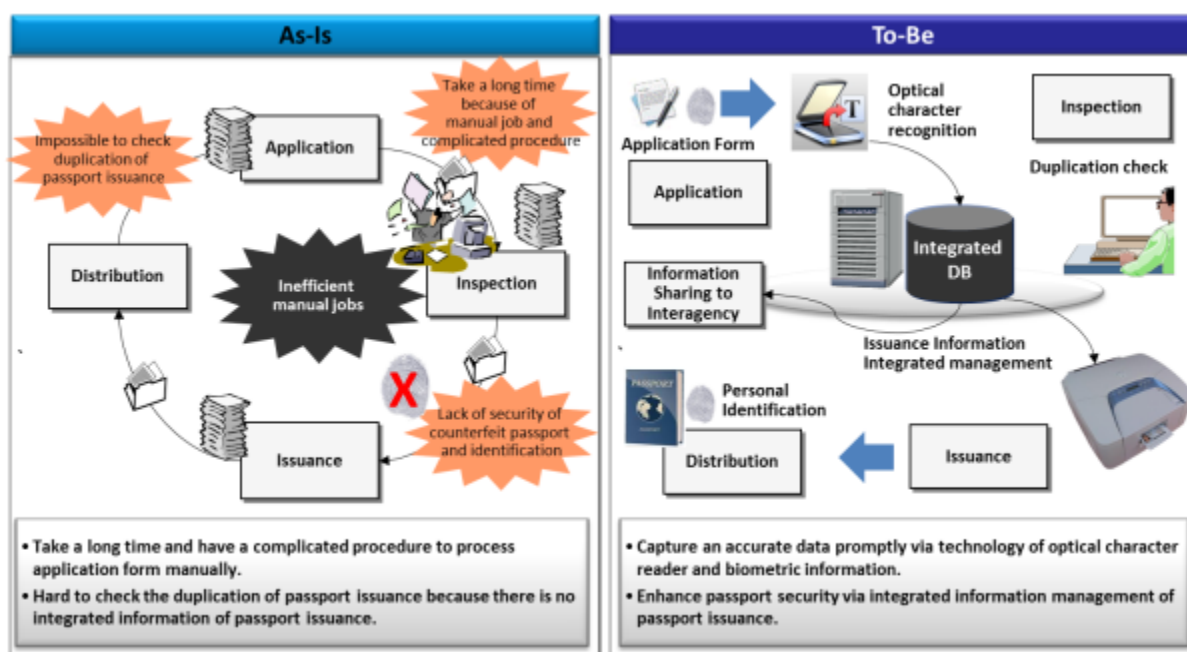 As-Is
Take a long time
because of
manual job and
complicated procedure
Impossible to check
duplication of
passport issuance
Application
Distribution
Inefficient
manual jobs
Inspection
X
Lack of security of
counterfeit passport
and identification
Issuance
• Take a long time and have a complicated procedure to process
application form manually.
• Hard to check the duplication of passport issuance because there is no
integrated information of passport issuance.
To-Be
Application Form
T
Optical
character
recognition
Inspection
Application
Duplication check
Integrated
DB
Information
Sharing to
Interagency
Issuance Information
Integrated management
PASSPORT
Personal
Identification
Distribution
Issuance
• Capture an accurate data promptly via technology of optical character
reader and biometric information.
• Enhance passport security via integrated information management of
passport issuance.